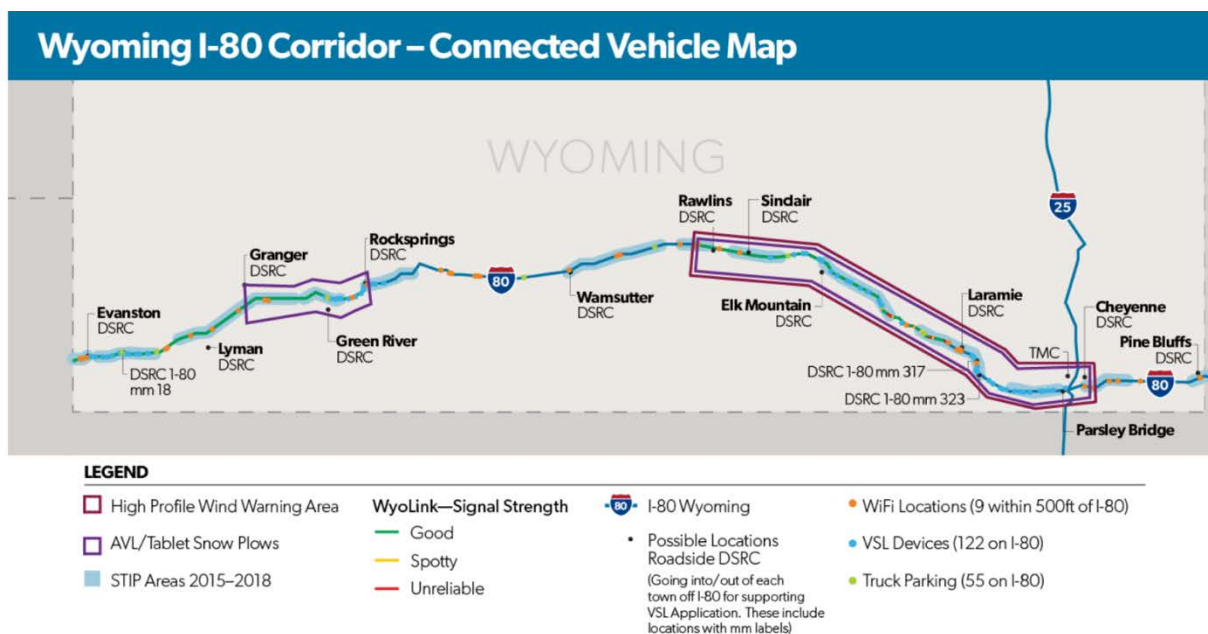 Wyoming I-80 Corridor – Connected Vehicle Map
WYOMING
25
Rawlins
DSRC
Sinclair
DSRC
Rocksprings
DSRC
Granger
DSRC
80
Wamsutter
DSRC
Elk Mountain
DSRC
Laramie
DSRC
Evanston
DSRC
Lyman
DSRC
Green River
DSRC
DSRC 1-80
mm 18
Cheyenne
DSRC
TMC
Pine Bluffs
DSRC
DSRC 1-80 mm 317
80
DSRC 1-80 mm 323
Parsley Bridge
LEGEND
High Profile Wind Warning Area
AVL/Tablet Snow Plows
STIP Areas 2015–2018
WyoLink—Signal Strength
Good
Spotty
Unreliable
80
I-80 Wyoming
Possible Locations
Roadside DSRC
(Going into/out of each
town off I-80 for supporting
VSL Application. These include
locations with mm labels)
WiFi Locations (9 within 500ft of I-80)
VSL Devices (122 on I-80)
Truck Parking (55 on I-80)